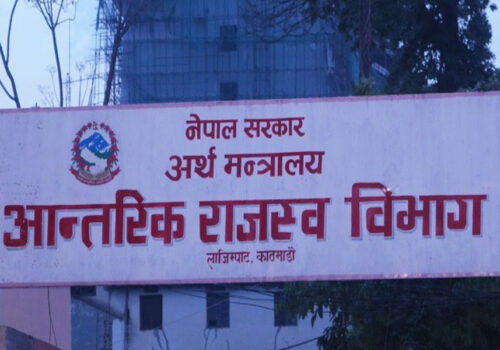 नेपाल सरकार
अर्थ मन्त्रालय
आन्तरिक राजस्व विभाग
लाजिम्पाट, काठमाडौं